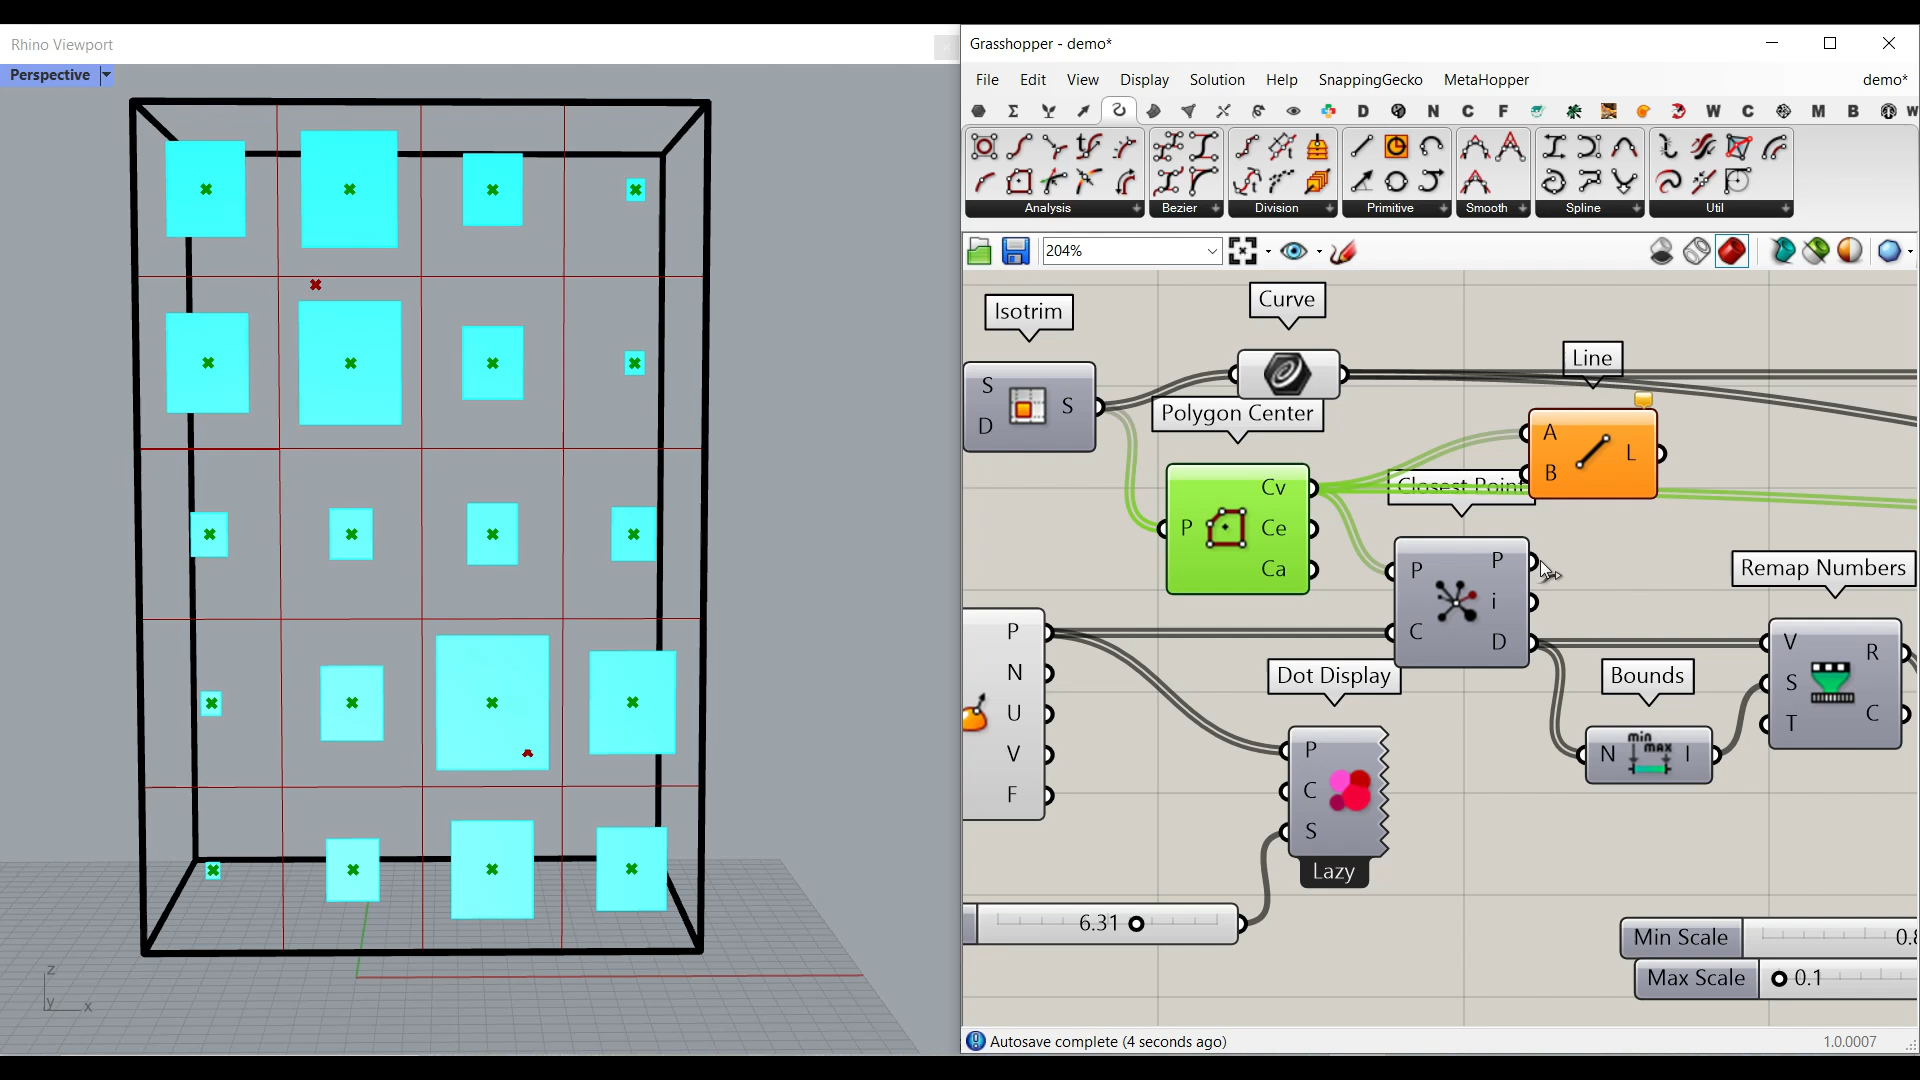 Rhino Viewport
Perspective
z
y
x
Grasshopper - demo*
File Edit View Display Solution Help SnappingGecko MetaHopper demo*
D N C F W C M B W
Analysis Bezier Division Primitive Smooth Spline Util
204%
Isotrim
S
D
S
Curve
Polygon Center
P
Cv
Ce
Ca
Line
A
B
L
Closest Point
P
C
P
i
D
Remap Numbers
V
S
T
R
C
P
N
U
V
F
Dot Display
P
C
S
Lazy
Bounds
N
min
max
I
6.31
Min Scale
Max Scale 0.1
Autosave complete (4 seconds ago)
1.0.0007